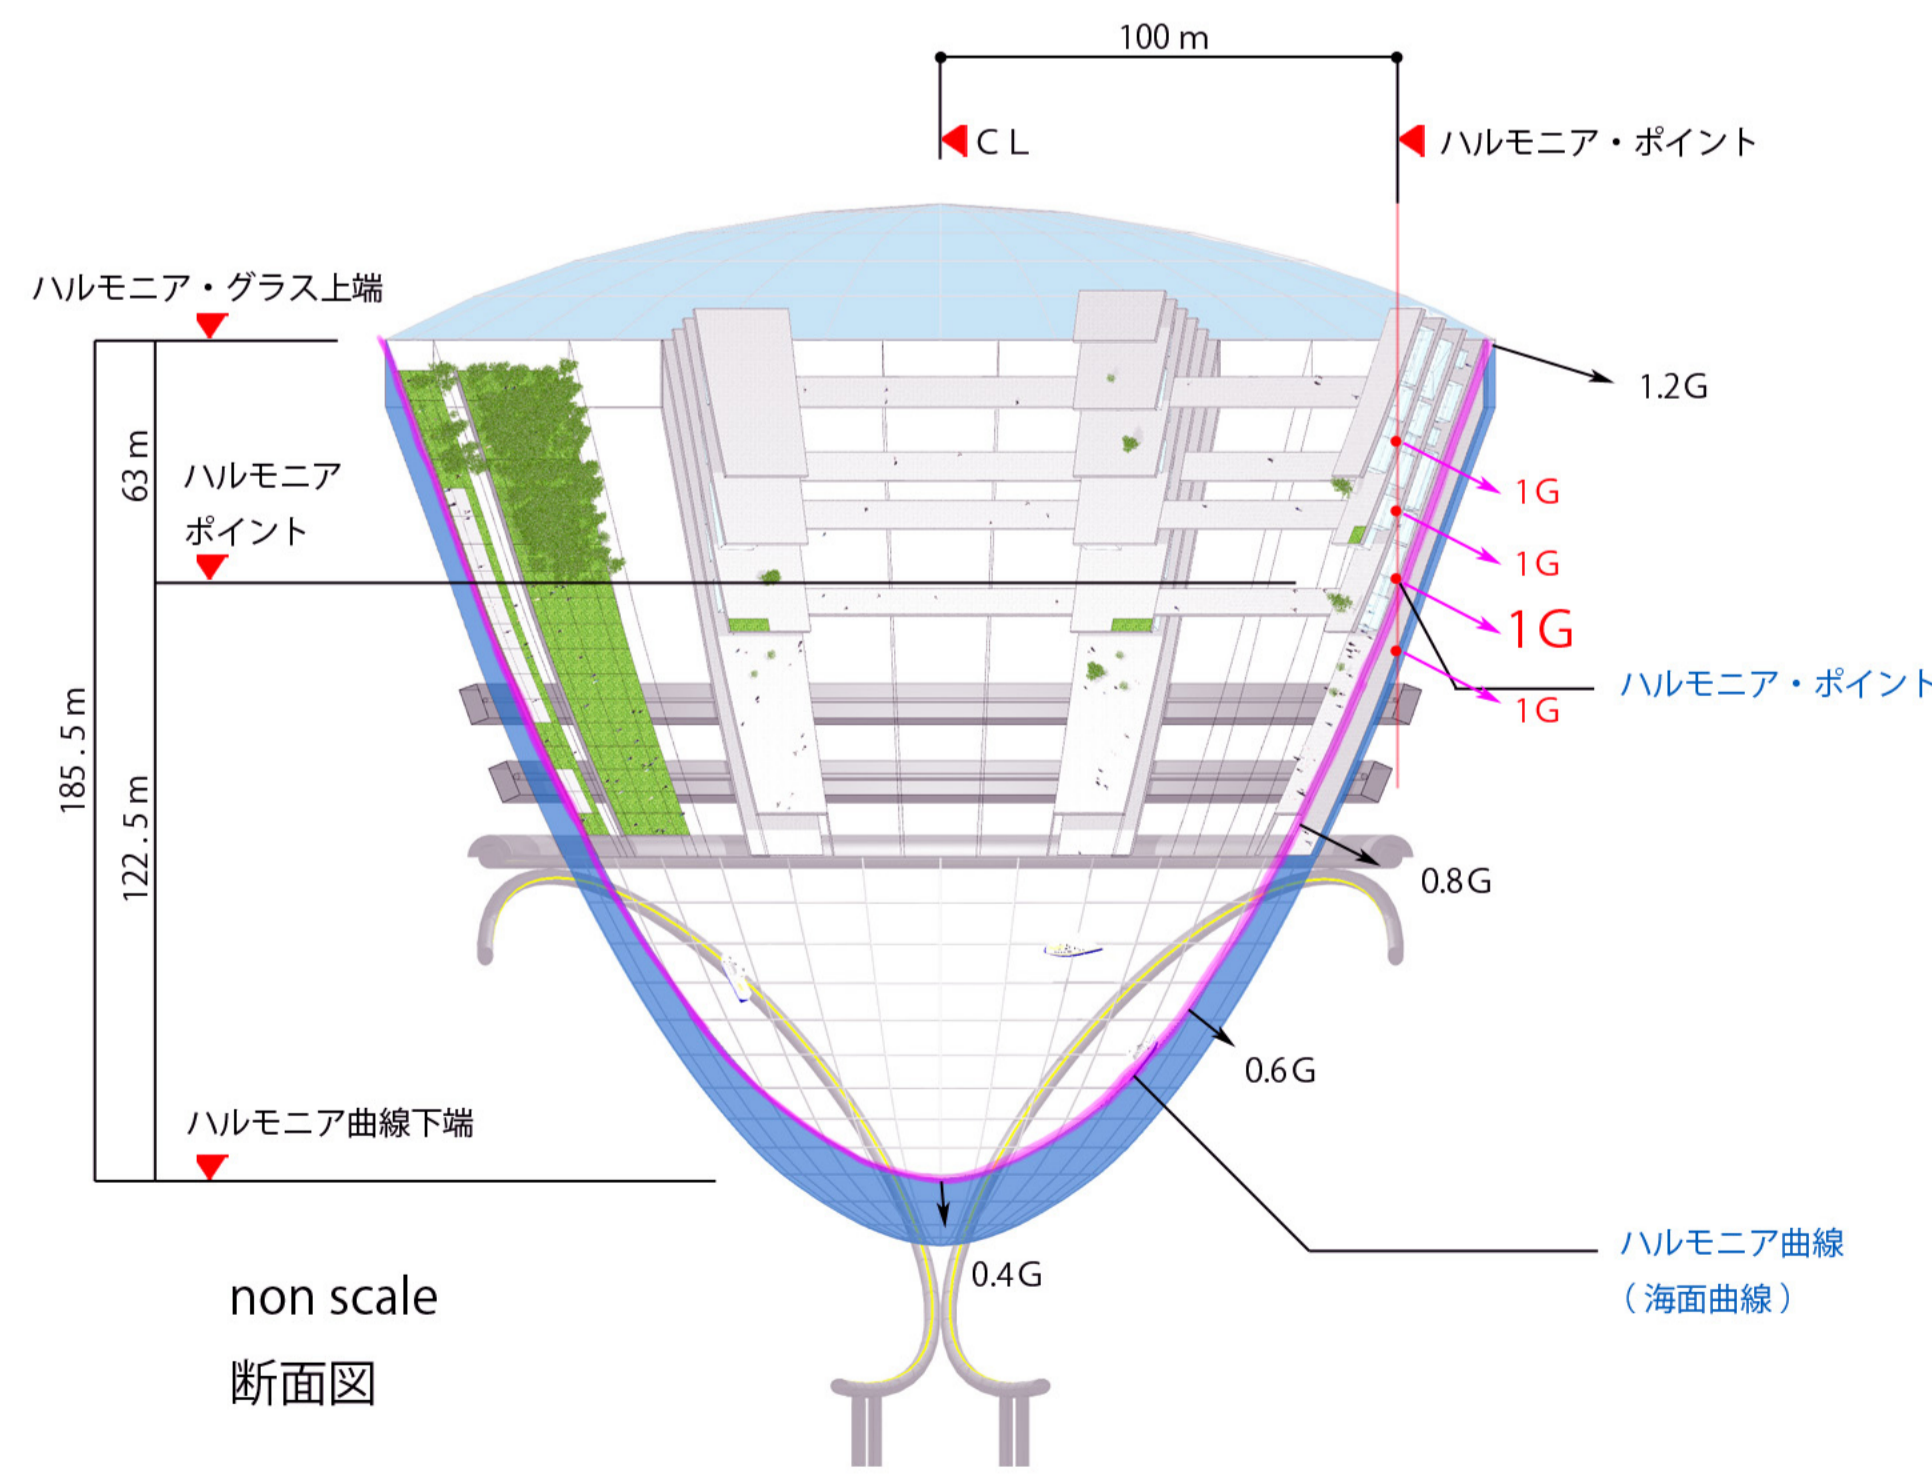 100 m
ＣＬ
ハルモニア・ポイント
ハルモニア・グラス上端
1.2G
63 m
ハルモニア
ポイント
1G
1G
1G
ハルモニア・ポイント
1G
185.5 m
122.5 m
0.8G
0.6G
ハルモニア曲線下端
ハルモニア曲線
（海面曲線）
0.4G
non scale
断面図